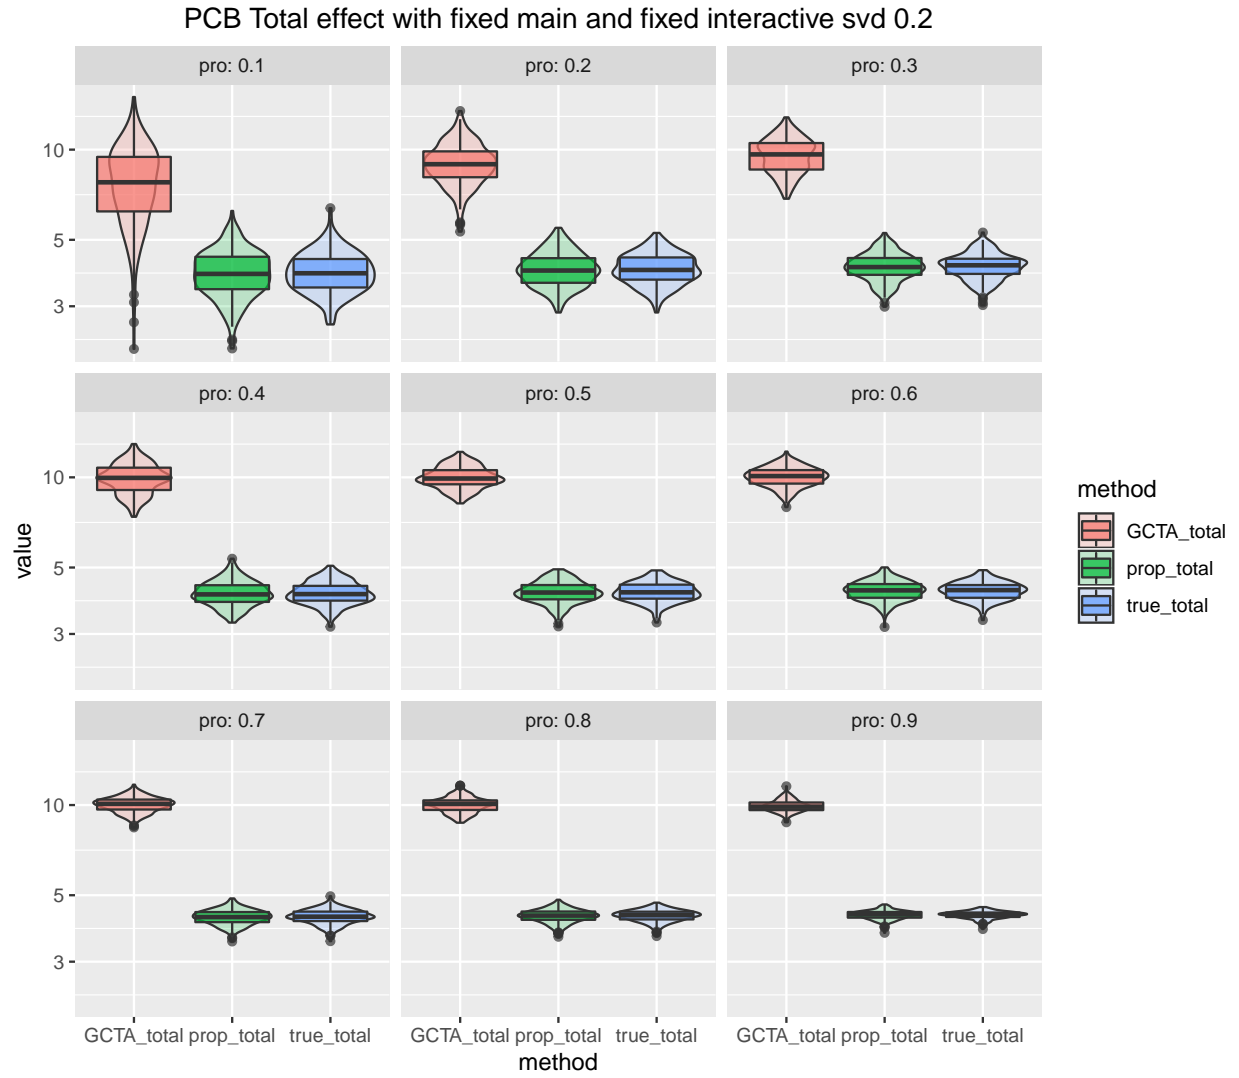 PCB Total effect with fixed main and fixed interactive svd 0.2
pro: 0.1
pro: 0.2
pro: 0.3
10
5
3
pro: 0.4
pro: 0.5
pro: 0.6
10
5
3
value
method
GCTA_total
prop_total
true_total
pro: 0.7
pro: 0.8
pro: 0.9
10
5
3
GCTA_total prop_total true_total
GCTA_total prop_total true_total
GCTA_total prop_total true_total
method